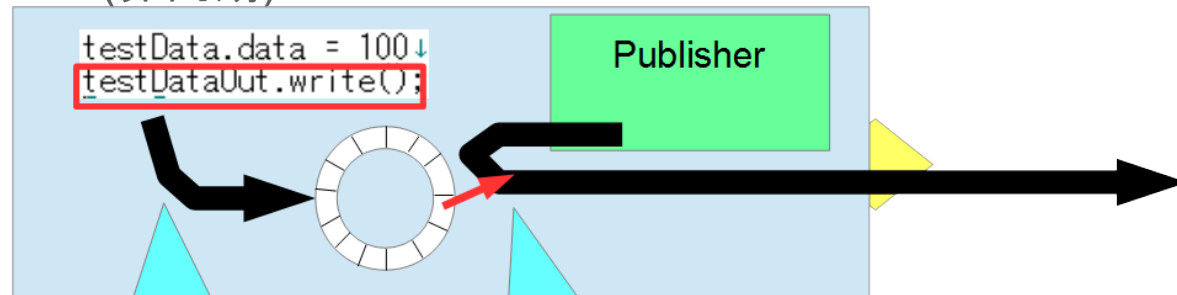 testData.data = 100↓
testDataOut.write();
Publisher